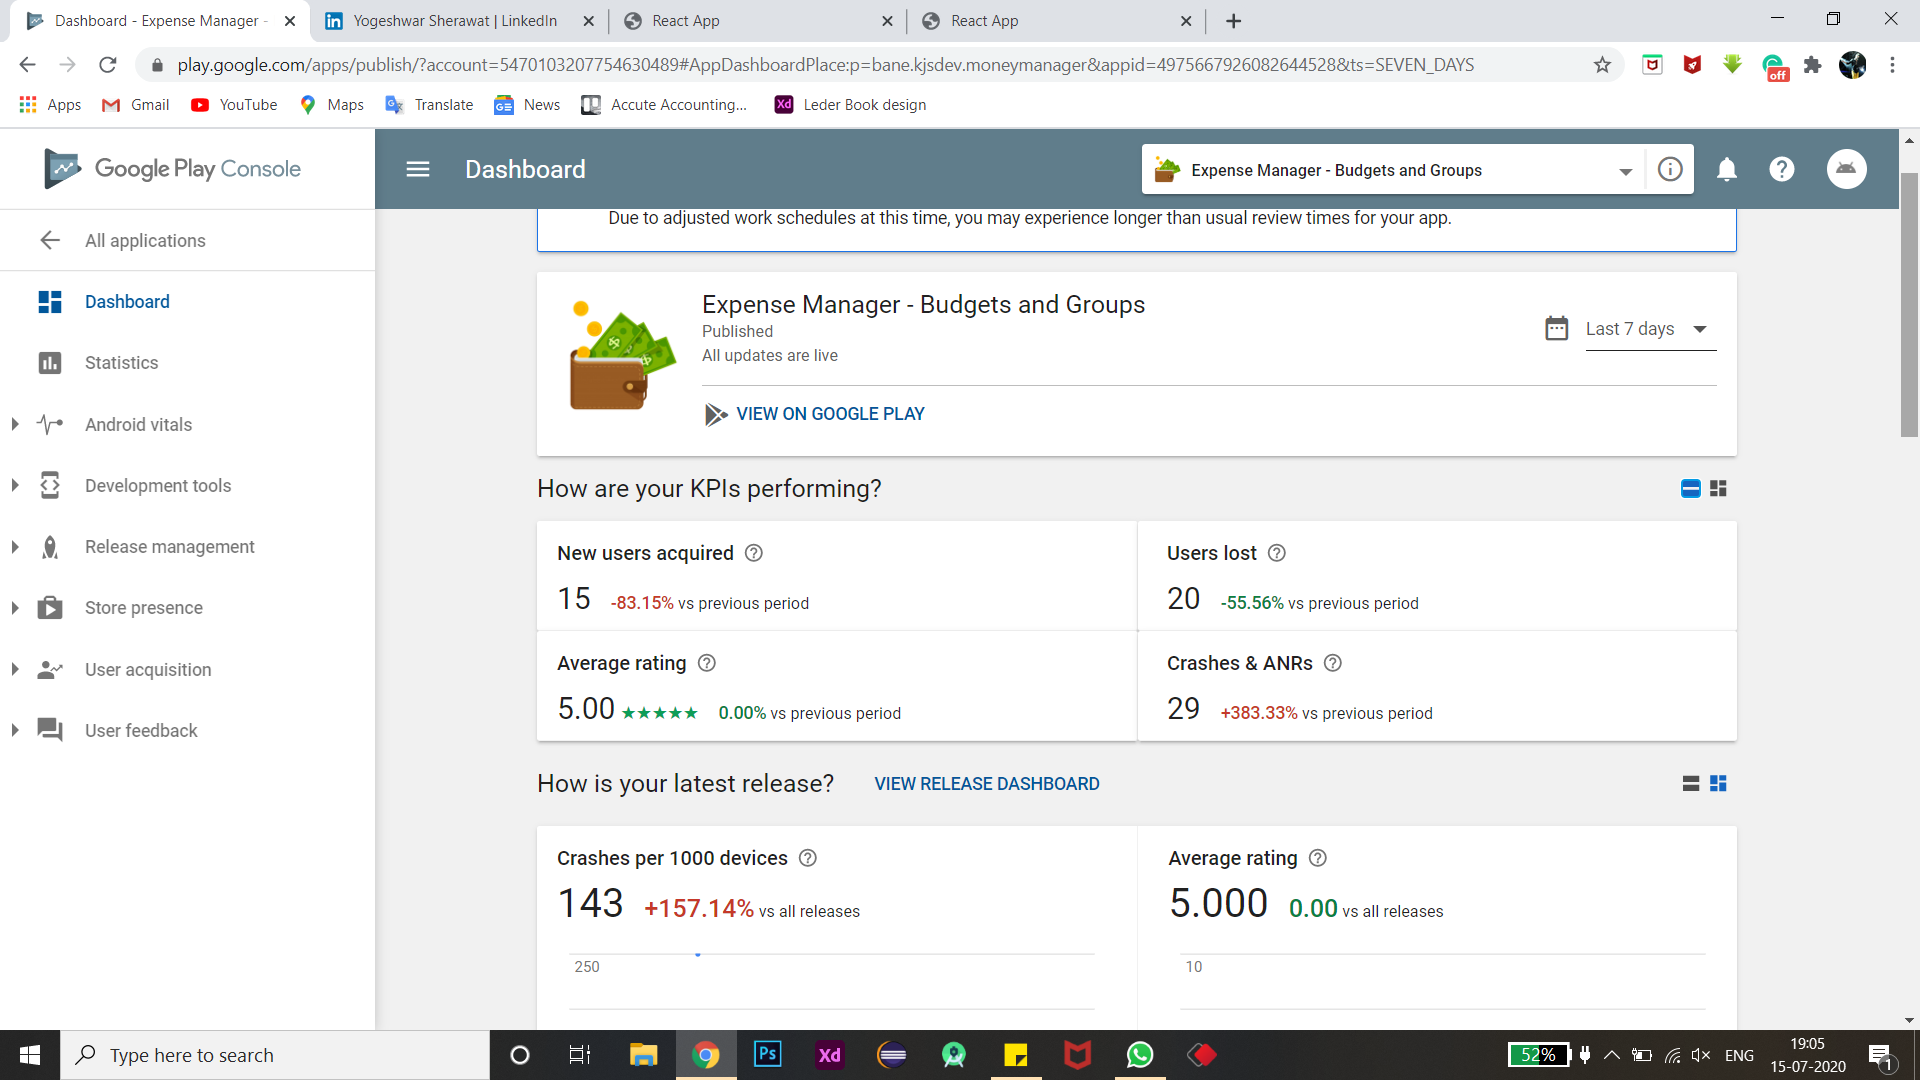 Dashboard - Expense Manager -
Yogeshwar Sherawat | LinkedIn
React App
React App
play.google.com/apps/publish/?account=5470103207754630489#AppDashboardPlace:p=bane.kjsdev.moneymanager&appid=4975667926082644528&ts=SEVEN_DAYS
off
Apps
Gmail
YouTube
Maps
Translate
News
Accute Accounting...
Xd
Leder Book design
Google Play Console
Dashboard
Expense Manager - Budgets and Groups
All applications
Dashboard
Statistics
Android vitals
Development tools
Release management
Store presence
User acquisition
User feedback
Due to adjusted work schedules at this time, you may experience longer than usual review times for your app.
Expense Manager - Budgets and Groups
Published
All updates are live
Last 7 days
VIEW ON GOOGLE PLAY
How are your KPIs performing?
New users acquired
15 -83.15% vs previous period
Users lost
20 -55.56% vs previous period
Average rating
5.00 ★★★★★ 0.00% vs previous period
Crashes & ANRs
29 +383.33% vs previous period
How is your latest release?
VIEW RELEASE DASHBOARD
Crashes per 1000 devices
143 +157.14% vs all releases
250
Average rating
5.000 0.00 vs all releases
10
Type here to search
Ps
Xd
52%
ENG
19:05
15-07-2020
1